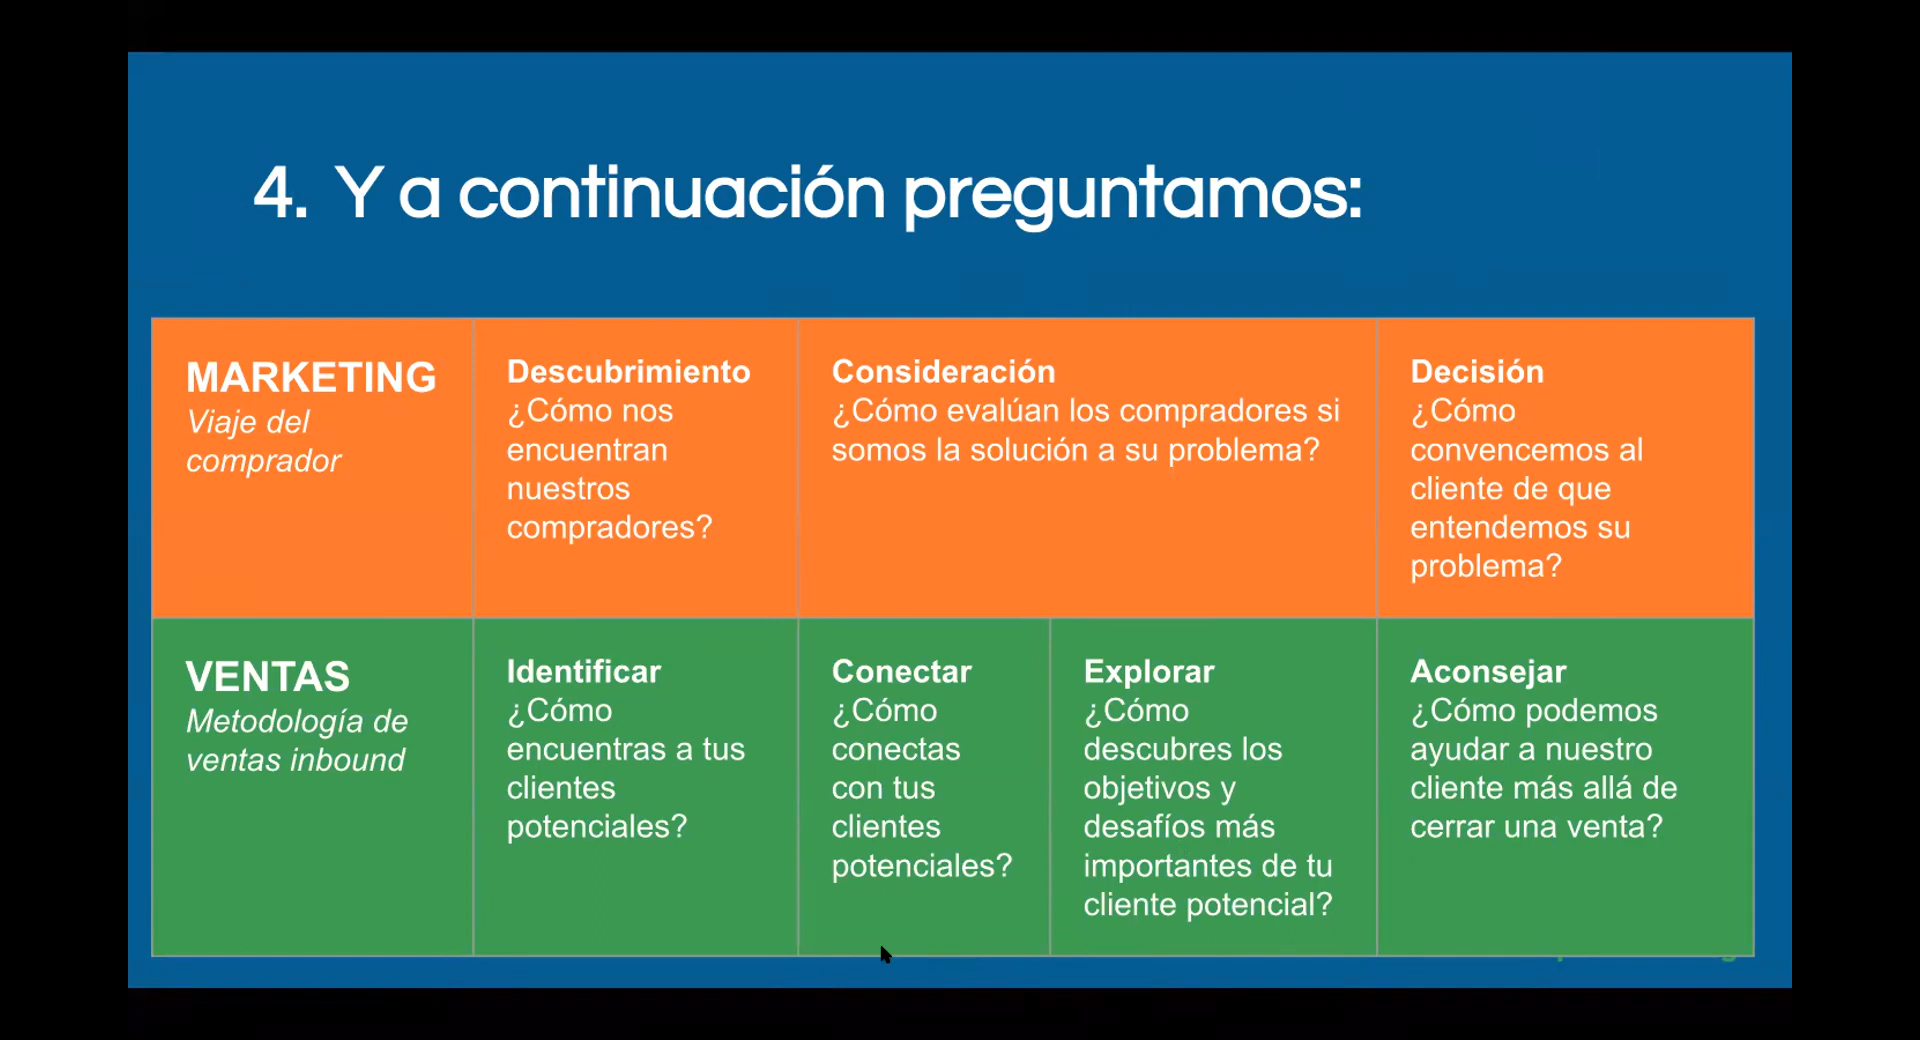 4. Y a continuación preguntamos:
MARKETING
Viaje del
comprador
Descubrimiento
¿Cómo nos
encuentran
nuestros
compradores?
Consideración
¿Cómo evalúan los compradores si
somos la solución a su problema?
Decisión
¿Cómo
convencemos al
cliente de que
entendemos su
problema?
VENTAS
Metodología de
ventas inbound
Identificar
¿Cómo
encuentras a tus
clientes
potenciales?
Conectar
¿Cómo
conectas
con tus
clientes
potenciales?
Explorar
¿Cómo
descubres los
objetivos y
desafíos más
importantes de tu
cliente potencial?
Aconsejar
¿Cómo podemos
ayudar a nuestro
cliente más allá de
cerrar una venta?